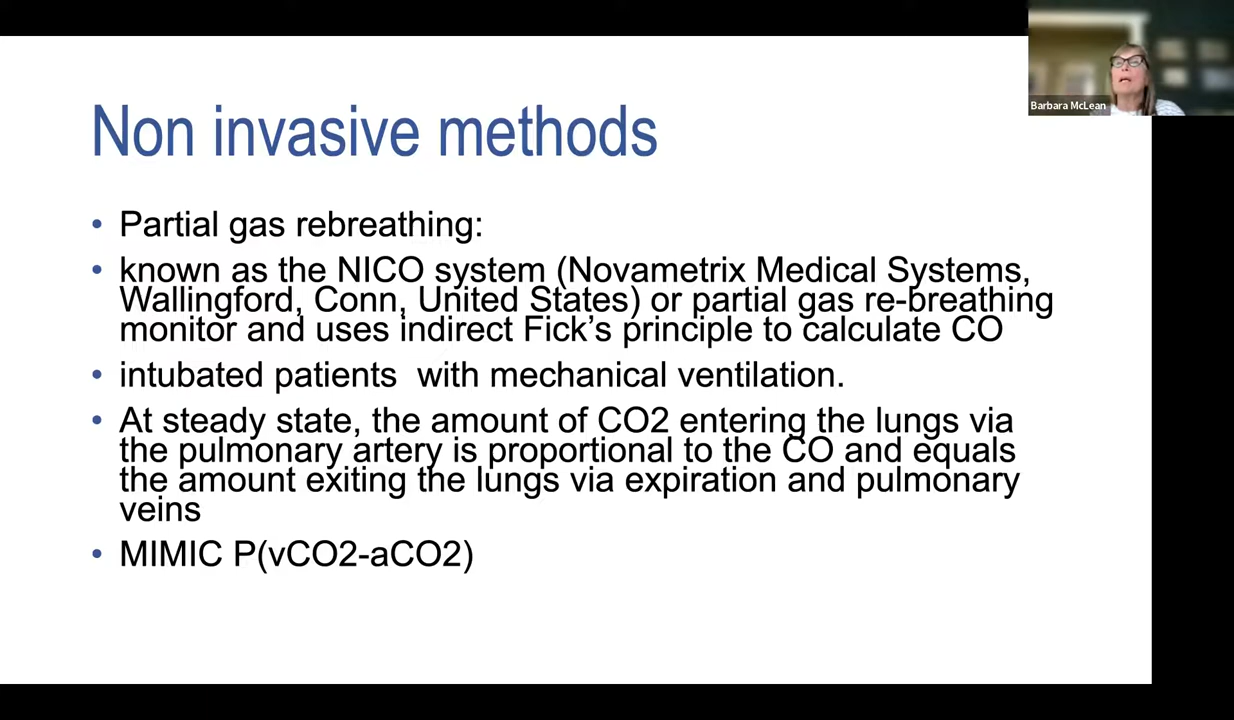 Barbara McLean
Non invasive methods
• Partial gas rebreathing:
• known as the NICO system (Novametrix Medical Systems,
Wallingford, Conn, United States) or partial gas re-breathing
monitor and uses indirect Fick's principle to calculate CO
• intubated patients  with mechanical ventilation.
• At steady state, the amount of CO2 entering the lungs via
the pulmonary artery is proportional to the CO and equals
the amount exiting the lungs via expiration and pulmonary
veins
• MIMIC P(vCO2-aCO2)